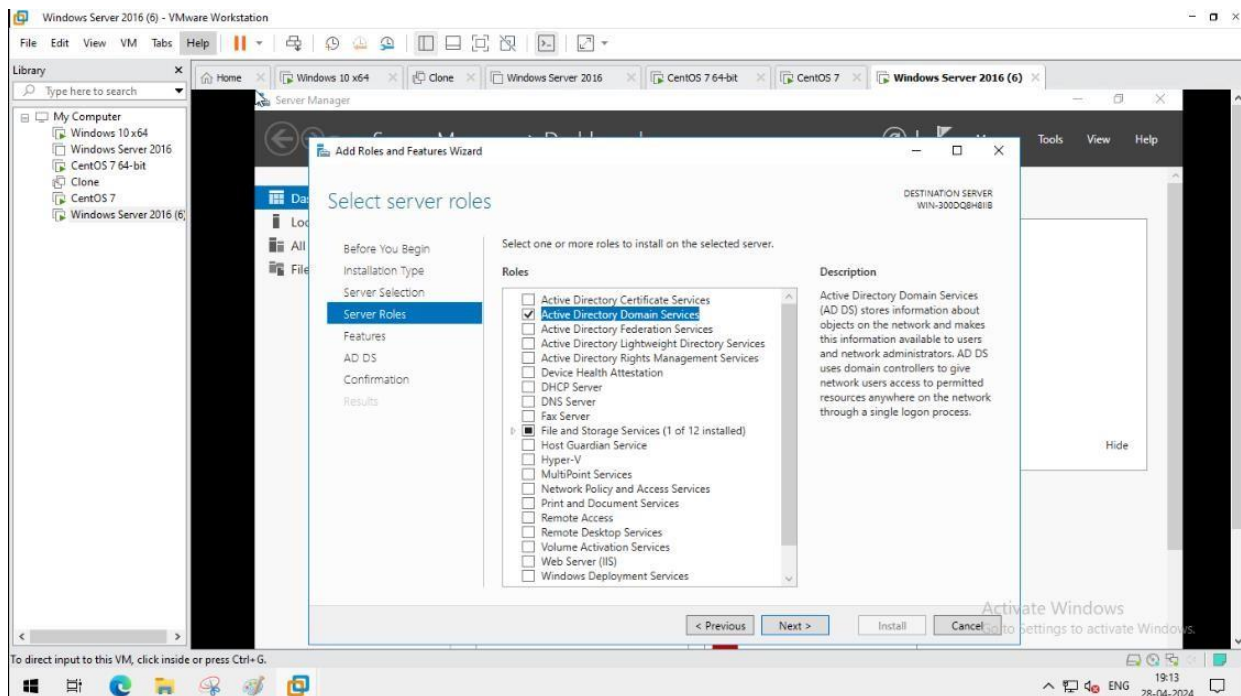 Windows Server 2016 (6) - VMware Workstation
File Edit View VM Tabs Help
Library
Type here to search
My Computer
Windows 10 x64
Windows Server 2016
CentOS 7 64-bit
Clone
CentOS 7
Windows Server 2016 (6)
Home Windows 10 x64 Clone Windows Server 2016 CentOS 7 64-bit CentOS 7 Windows Server 2016 (6)
Server Manager
Tools View Help
Add Roles and Features Wizard
Select server roles
DESTINATION SERVER
WIN-300DQ8H8IIB
Before You Begin
Installation Type
Server Selection
Server Roles
Features
AD DS
Confirmation
Results
Select one or more roles to install on the selected server.
Roles
Active Directory Certificate Services
Active Directory Domain Services
Active Directory Federation Services
Active Directory Lightweight Directory Services
Active Directory Rights Management Services
Device Health Attestation
DHCP Server
DNS Server
Fax Server
File and Storage Services (1 of 12 installed)
Host Guardian Service
Hyper-V
MultiPoint Services
Network Policy and Access Services
Print and Document Services
Remote Access
Remote Desktop Services
Volume Activation Services
Web Server (IIS)
Windows Deployment Services
Description
Active Directory Domain Services
(AD DS) stores information about
objects on the network and makes
this information available to users
and network administrators. AD DS
uses domain controllers to give
network users access to permitted
resources anywhere on the network
through a single logon process.
Hide
< Previous Next > Install Cancel
Activate Windows
Go to Settings to activate Windows.
To direct input to this VM, click inside or press Ctrl+G.
ENG
19:13
28-04-2024